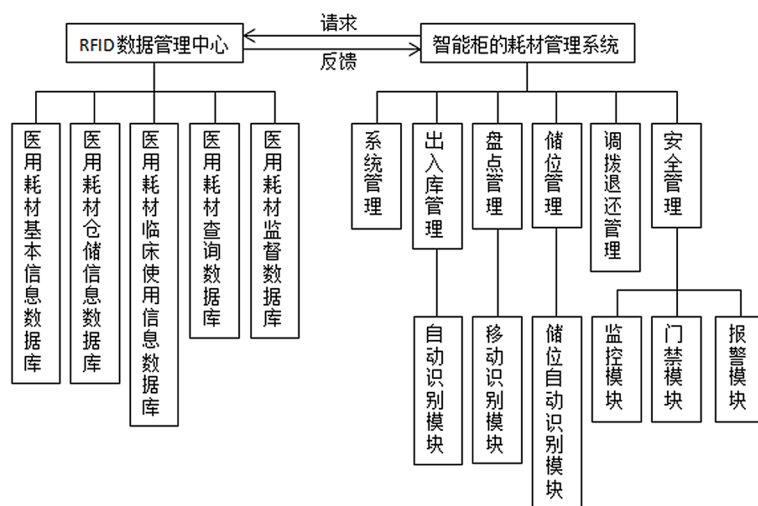 请求
RFID数据管理中心
智能柜的耗材管理系统
反馈
医用耗材基本信息数据库
医用耗材仓储信息数据库
医用耗材临床使用信息数据库
医用耗材查询数据库
医用耗材监督数据库
系统管理
出入库管理
盘点管理
储位管理
调拨退还管理
安全管理
自动识别模块
移动识别模块
储位自动识别模块
监控模块
门禁模块
报警模块